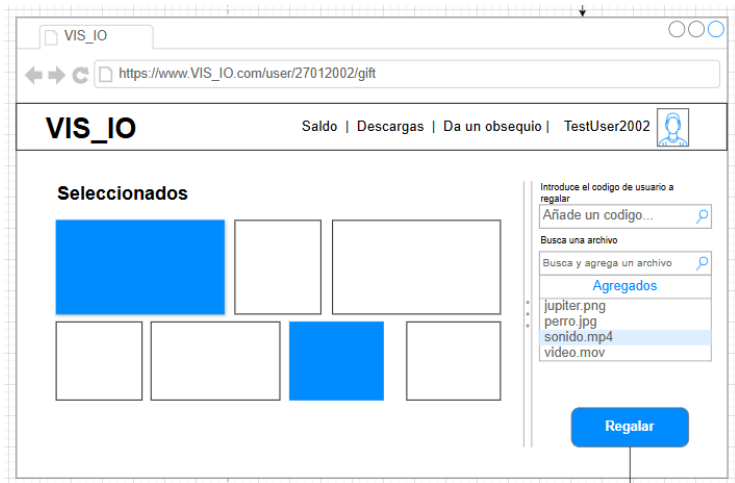 VIS_IO
https://www.VIS_IO.com/user/27012002/gift
VIS_IO
Saldo | Descargas | Da un obsequio | TestUser2002
Seleccionados
Introduce el codigo de usuario a
regalar
Añade un codigo...
Busca una archivo
Busca y agrega un archivo
Agregados
jupiter.png
perro.jpg
sonido.mp4
video.mov
Regalar